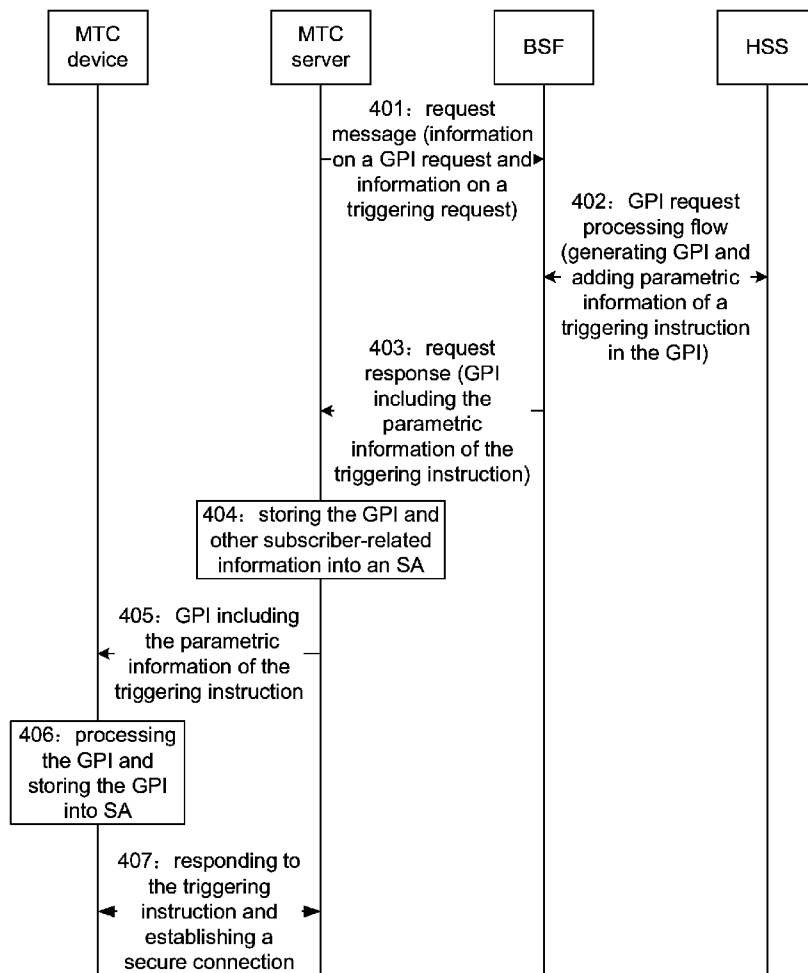 MTC
device
MTC
server
BSF
HSS
401：request
message (information
on a GPI request and
information on a
triggering request)
402：GPI request
processing flow
(generating GPI and
adding parametric
information of a
triggering instruction
in the GPI)
403：request
response (GPI
including the
parametric
information of the
triggering instruction)
404：storing the GPI and
other subscriber-related
information into an SA
405：GPI including
the parametric
information of the
triggering instruction
406：processing
the GPI and
storing the GPI
into SA
407：responding to
the triggering
instruction and
establishing a
secure connection